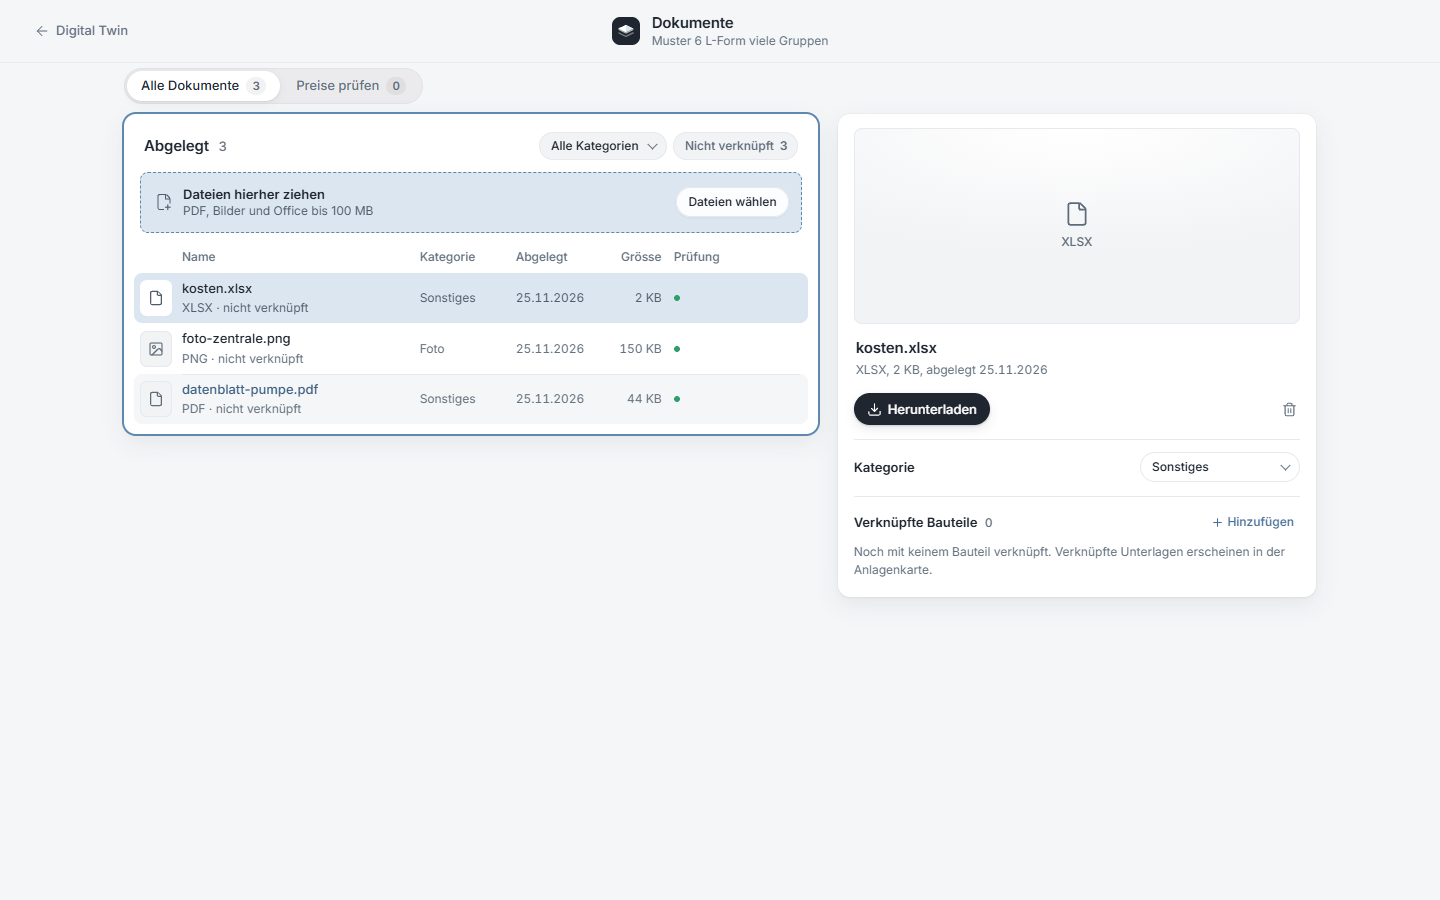 Digital Twin
Dokumente
Muster 6 L-Form viele Gruppen
Alle Dokumente 3
Preise prüfen 0
Abgelegt 3
Alle Kategorien
Nicht verknüpft 3
Dateien hierher ziehen
PDF, Bilder und Office bis 100 MB
Dateien wählen
Name Kategorie Abgelegt Grösse Prüfung
kosten.xlsx
XLSX · nicht verknüpft
Sonstiges 25.11.2026 2 KB
foto-zentrale.png
PNG · nicht verknüpft
Foto 25.11.2026 150 KB
datenblatt-pumpe.pdf
PDF · nicht verknüpft
Sonstiges 25.11.2026 44 KB
XLSX
kosten.xlsx
XLSX, 2 KB, abgelegt 25.11.2026
Herunterladen
Kategorie
Sonstiges
Verknüpfte Bauteile 0
+ Hinzufügen
Noch mit keinem Bauteil verknüpft. Verknüpfte Unterlagen erscheinen in der
Anlagenkarte.